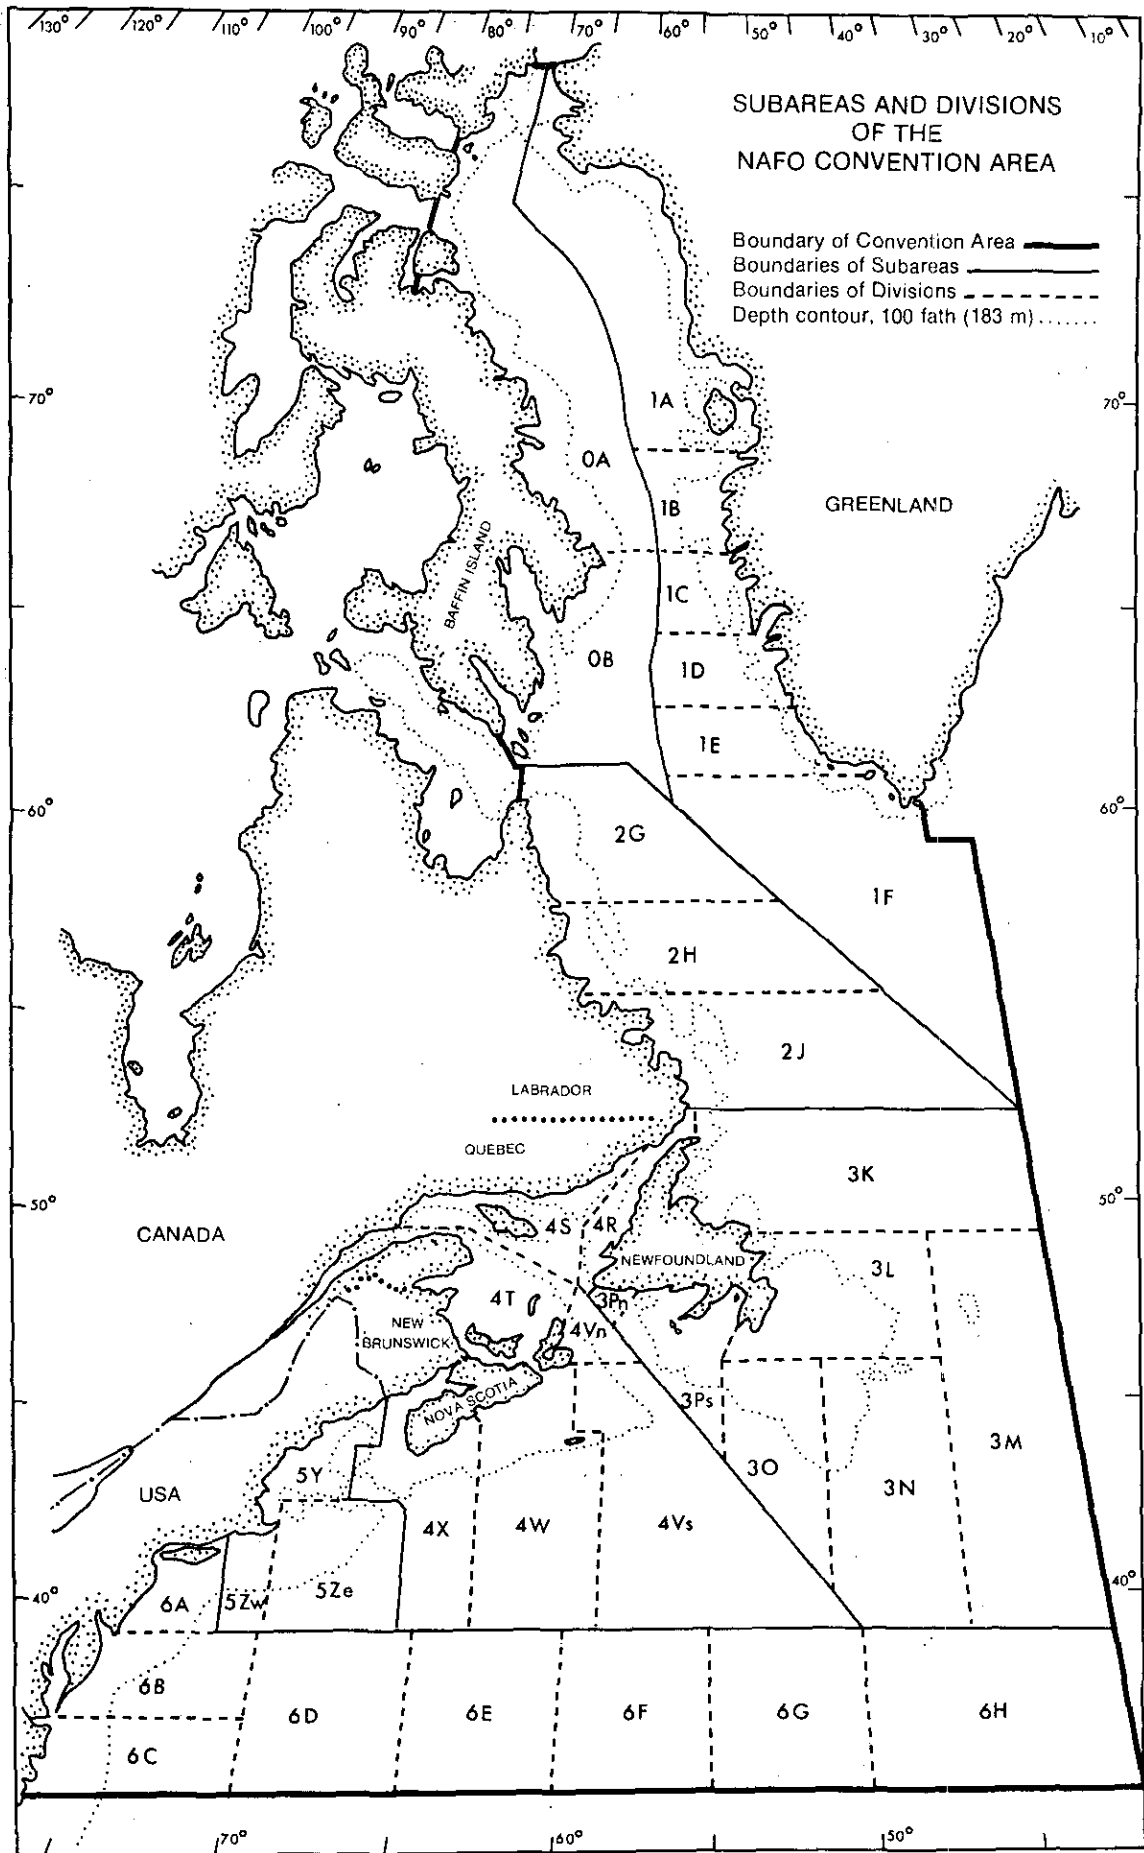 130° 120° 110° 100° 90° 80° 70° 60° 50° 40° 30° 20° 10°
SUBAREAS AND DIVISIONS
OF THE
NAFO CONVENTION AREA
Boundary of Convention Area
Boundaries of Subareas
Boundaries of Divisions
Depth contour, 100 fath (183 m)
70° 1A 70°
0A
1B GREENLAND
BAFFIN ISLAND
1C
0B 1D
1E
60° 60°
2G
1F
2H
2J
LABRADOR
QUEBEC
3K
50° 50°
4S 4R
CANADA
NEWFOUNDLAND
3L
4T 3Pn
NEW
BRUNSWICK
4Vn
NOVA SCOTIA 3Ps
3M
5Y 3O
3N
USA
4X 4W 4Vs
40° 40°
5Ze
6A 5Zw
6B
6D 6E 6F 6G 6H
6C
70° 60° 50°